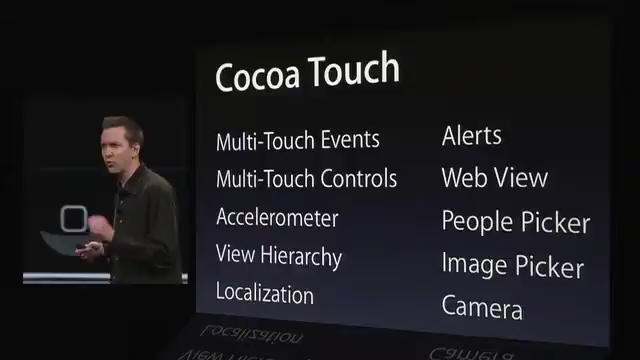 Cocoa Touch
Multi-Touch Events
Multi-Touch Controls
Accelerometer
View Hierarchy
Localization
Alerts
Web View
People Picker
Image Picker
Camera